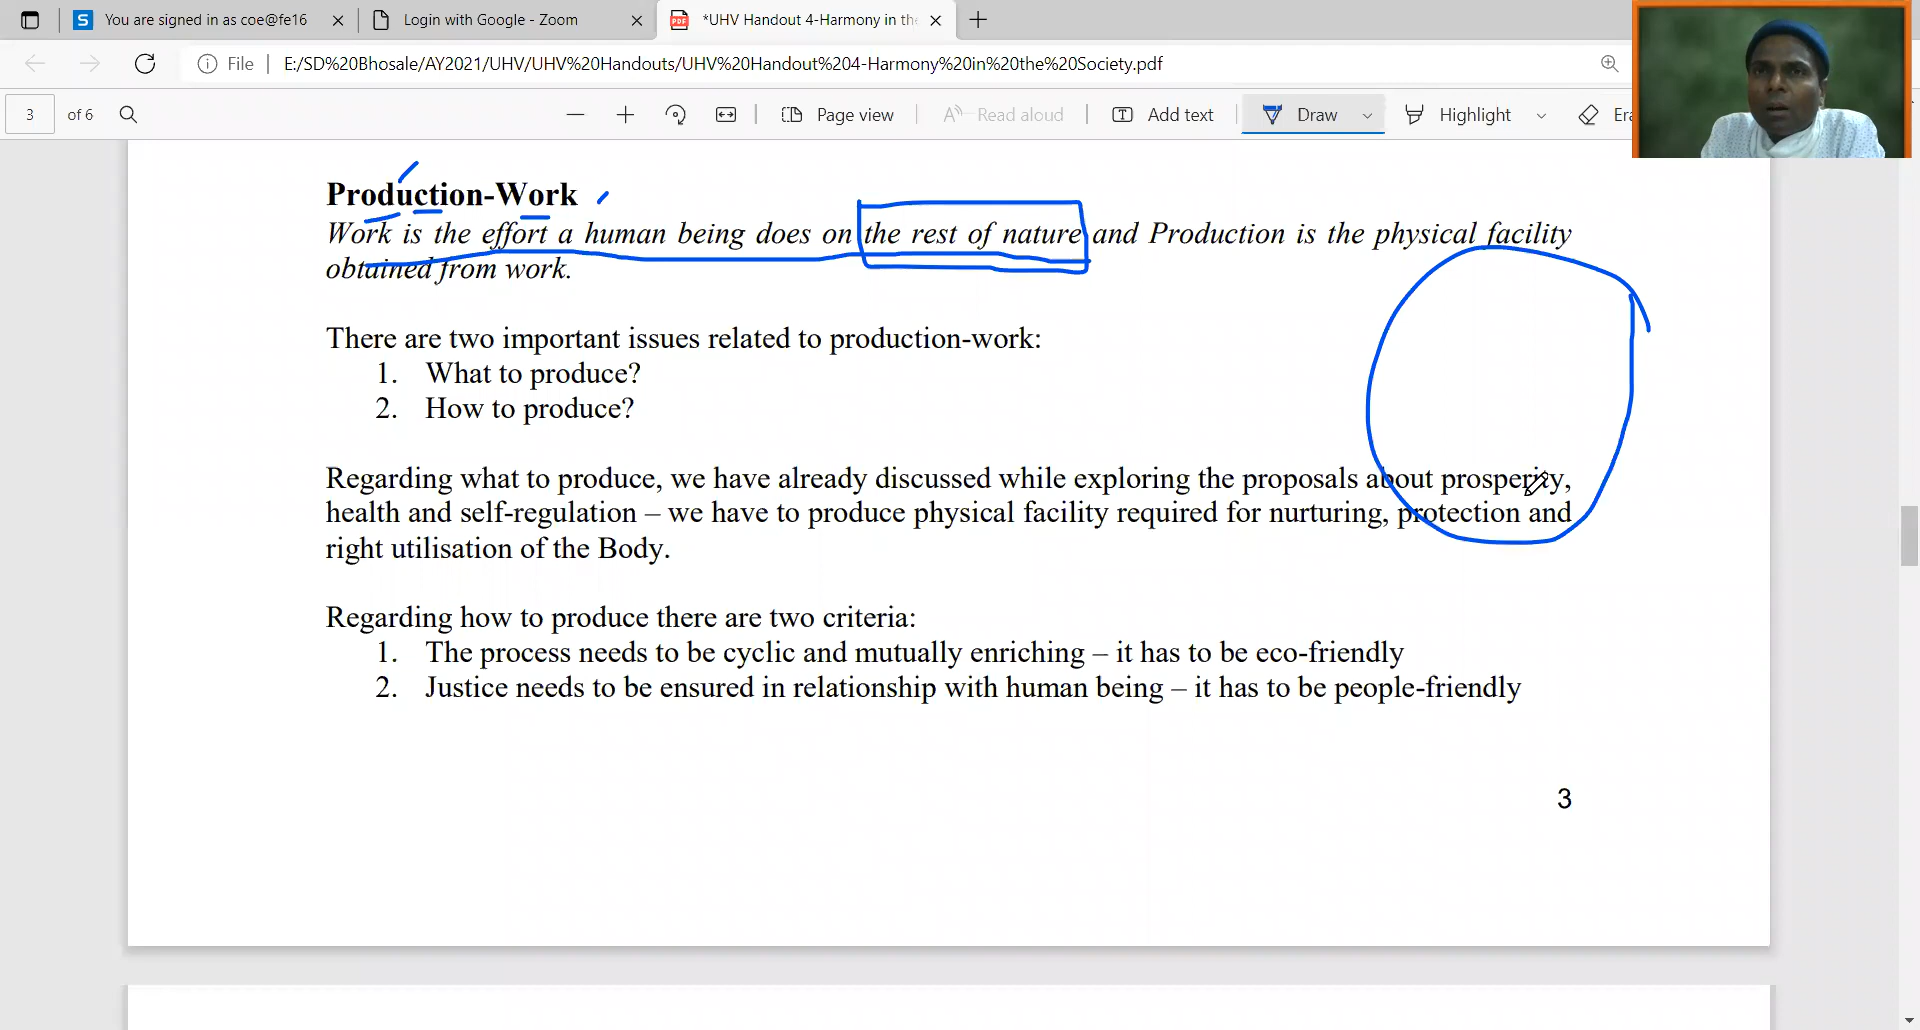 You are signed in as coe@fe16
Login with Google - Zoom
*UHV Handout 4-Harmony in the
File
E:/SD%20Bhosale/AY2021/UHV/UHV%20Handouts/UHV%20Handout%204-Harmony%20in%20the%20Society.pdf
3 of 6
Page view
Read aloud
Add text
Draw
Highlight
Production-Work
Work is the effort a human being does on the rest of nature and Production is the physical facility
obtained from work.
There are two important issues related to production-work:
1. What to produce?
2. How to produce?
Regarding what to produce, we have already discussed while exploring the proposals about prosperity,
health and self-regulation – we have to produce physical facility required for nurturing, protection and
right utilisation of the Body.
Regarding how to produce there are two criteria:
1. The process needs to be cyclic and mutually enriching – it has to be eco-friendly
2. Justice needs to be ensured in relationship with human being – it has to be people-friendly
3